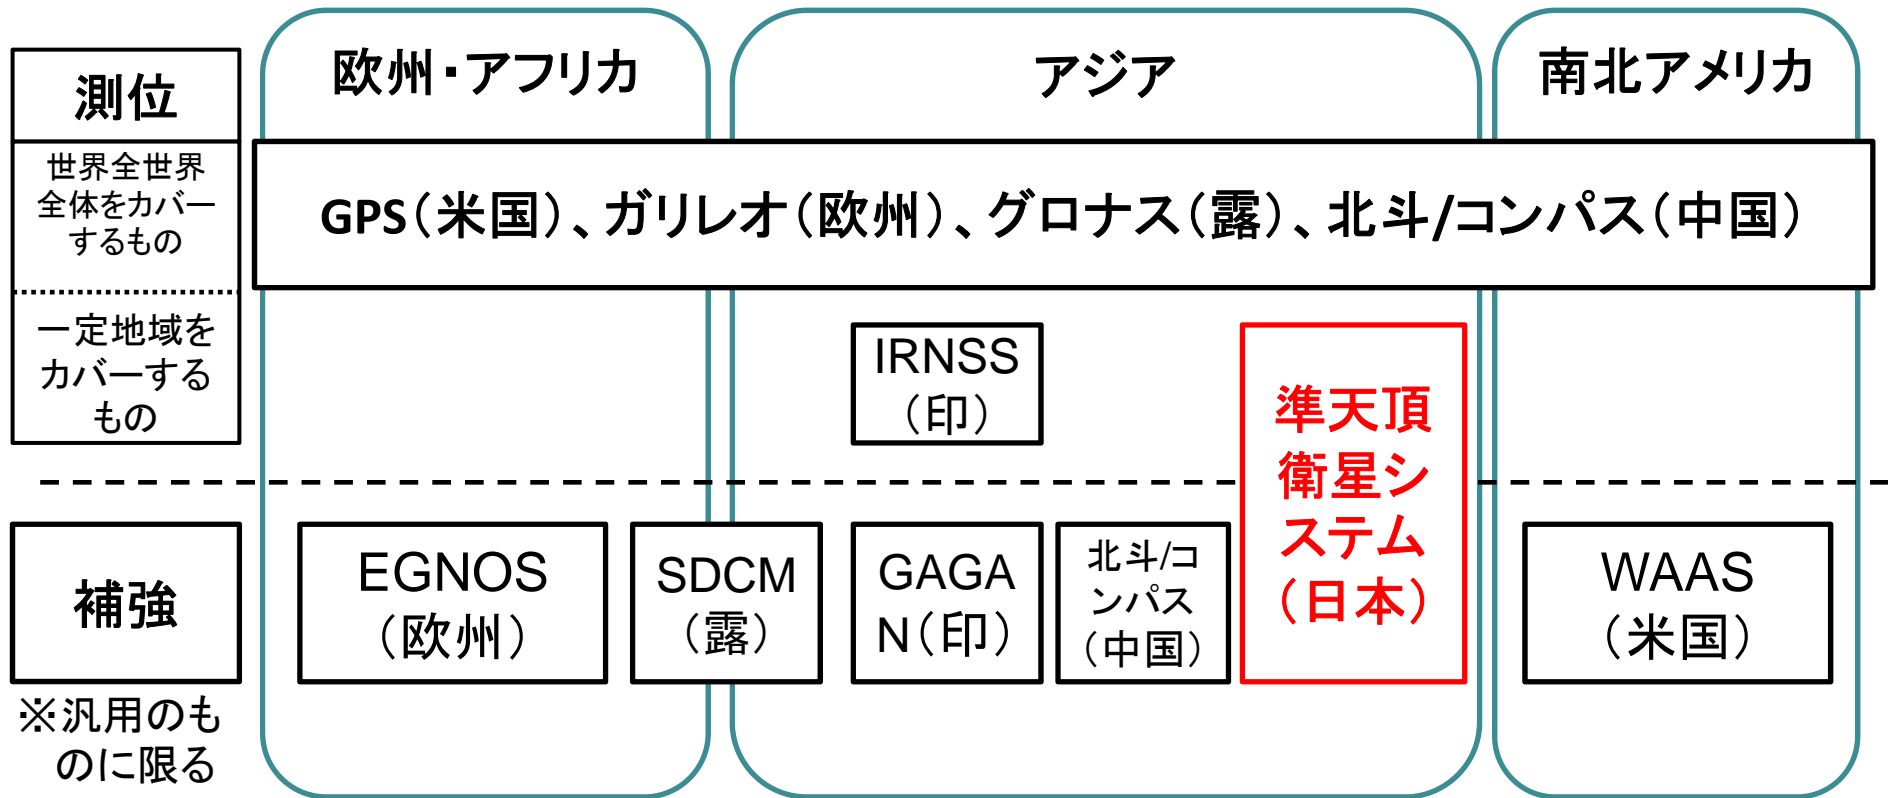 欧州・アフリカ
アジア
南北アメリカ
測位
世界全世界
全体をカバー
するもの
GPS(米国)、ガリレオ(欧州)、グロナス(露)、北斗/コンパス(中国)
一定地域を
カバーする
もの
IRNSS
(印)
準天頂
衛星シ
ステム
(日本)
補強
EGNOS
(欧州)
SDCM
(露)
GAGA
N(印)
北斗/コ
ンパス
(中国)
WAAS
(米国)
※汎用のも
のに限る